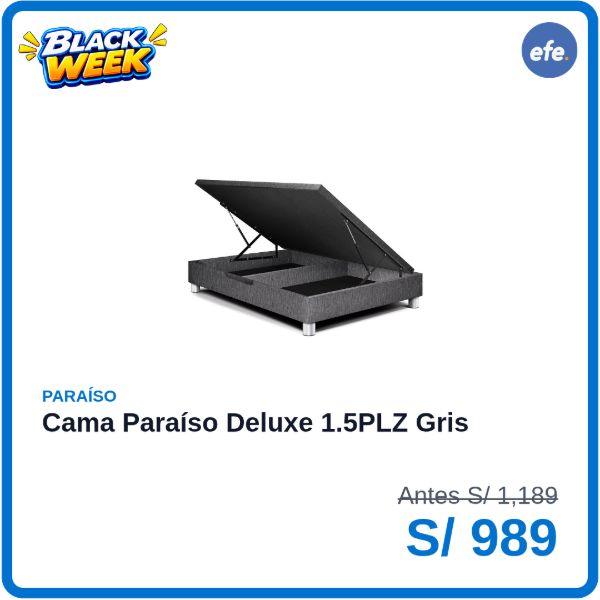 BLACK
WEEK
efe.
PARAÍSO
Cama Paraíso Deluxe 1.5PLZ Gris
Antes S/ 1,189
S/ 989